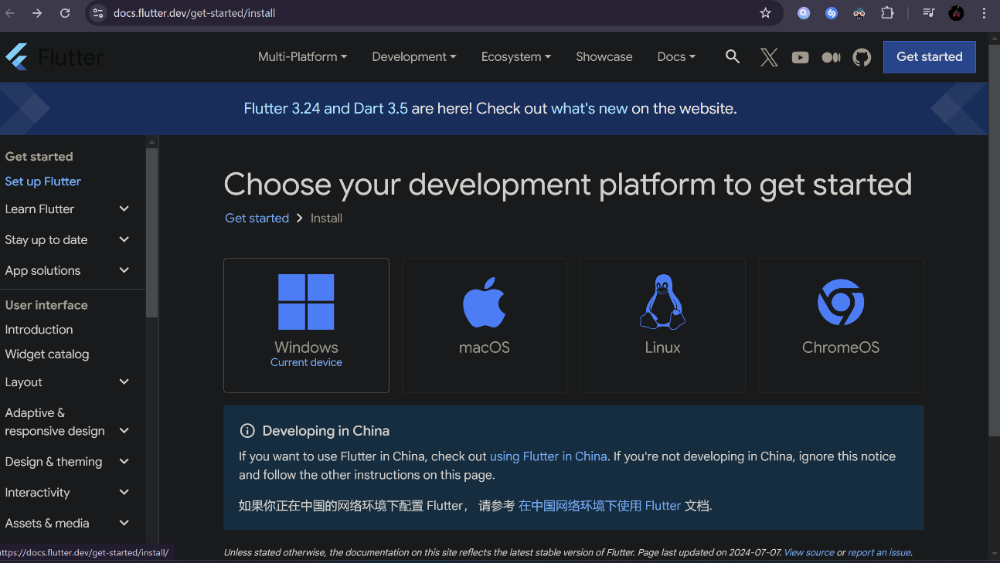 docs.flutter.dev/get-started/install
Flutter
Multi-Platform
Development
Ecosystem
Showcase
Docs
Get started
Flutter 3.24 and Dart 3.5 are here! Check out what's new on the website.
Get started
Set up Flutter
Learn Flutter
Stay up to date
App solutions
User interface
Introduction
Widget catalog
Layout
Adaptive &
responsive design
Design & theming
Interactivity
Assets & media
https://docs.flutter.dev/get-started/install/
Choose your development platform to get started
Get started
Install
Windows
Current device
macOS
Linux
ChromeOS
Developing in China
If you want to use Flutter in China, check out using Flutter in China. If you're not developing in China, ignore this notice
and follow the other instructions on this page.
如果你正在中国的网络环境下配置 Flutter， 请参考 在中国网络环境下使用 Flutter 文档.
Unless stated otherwise, the documentation on this site reflects the latest stable version of Flutter. Page last updated on 2024-07-07. View source or report an issue.